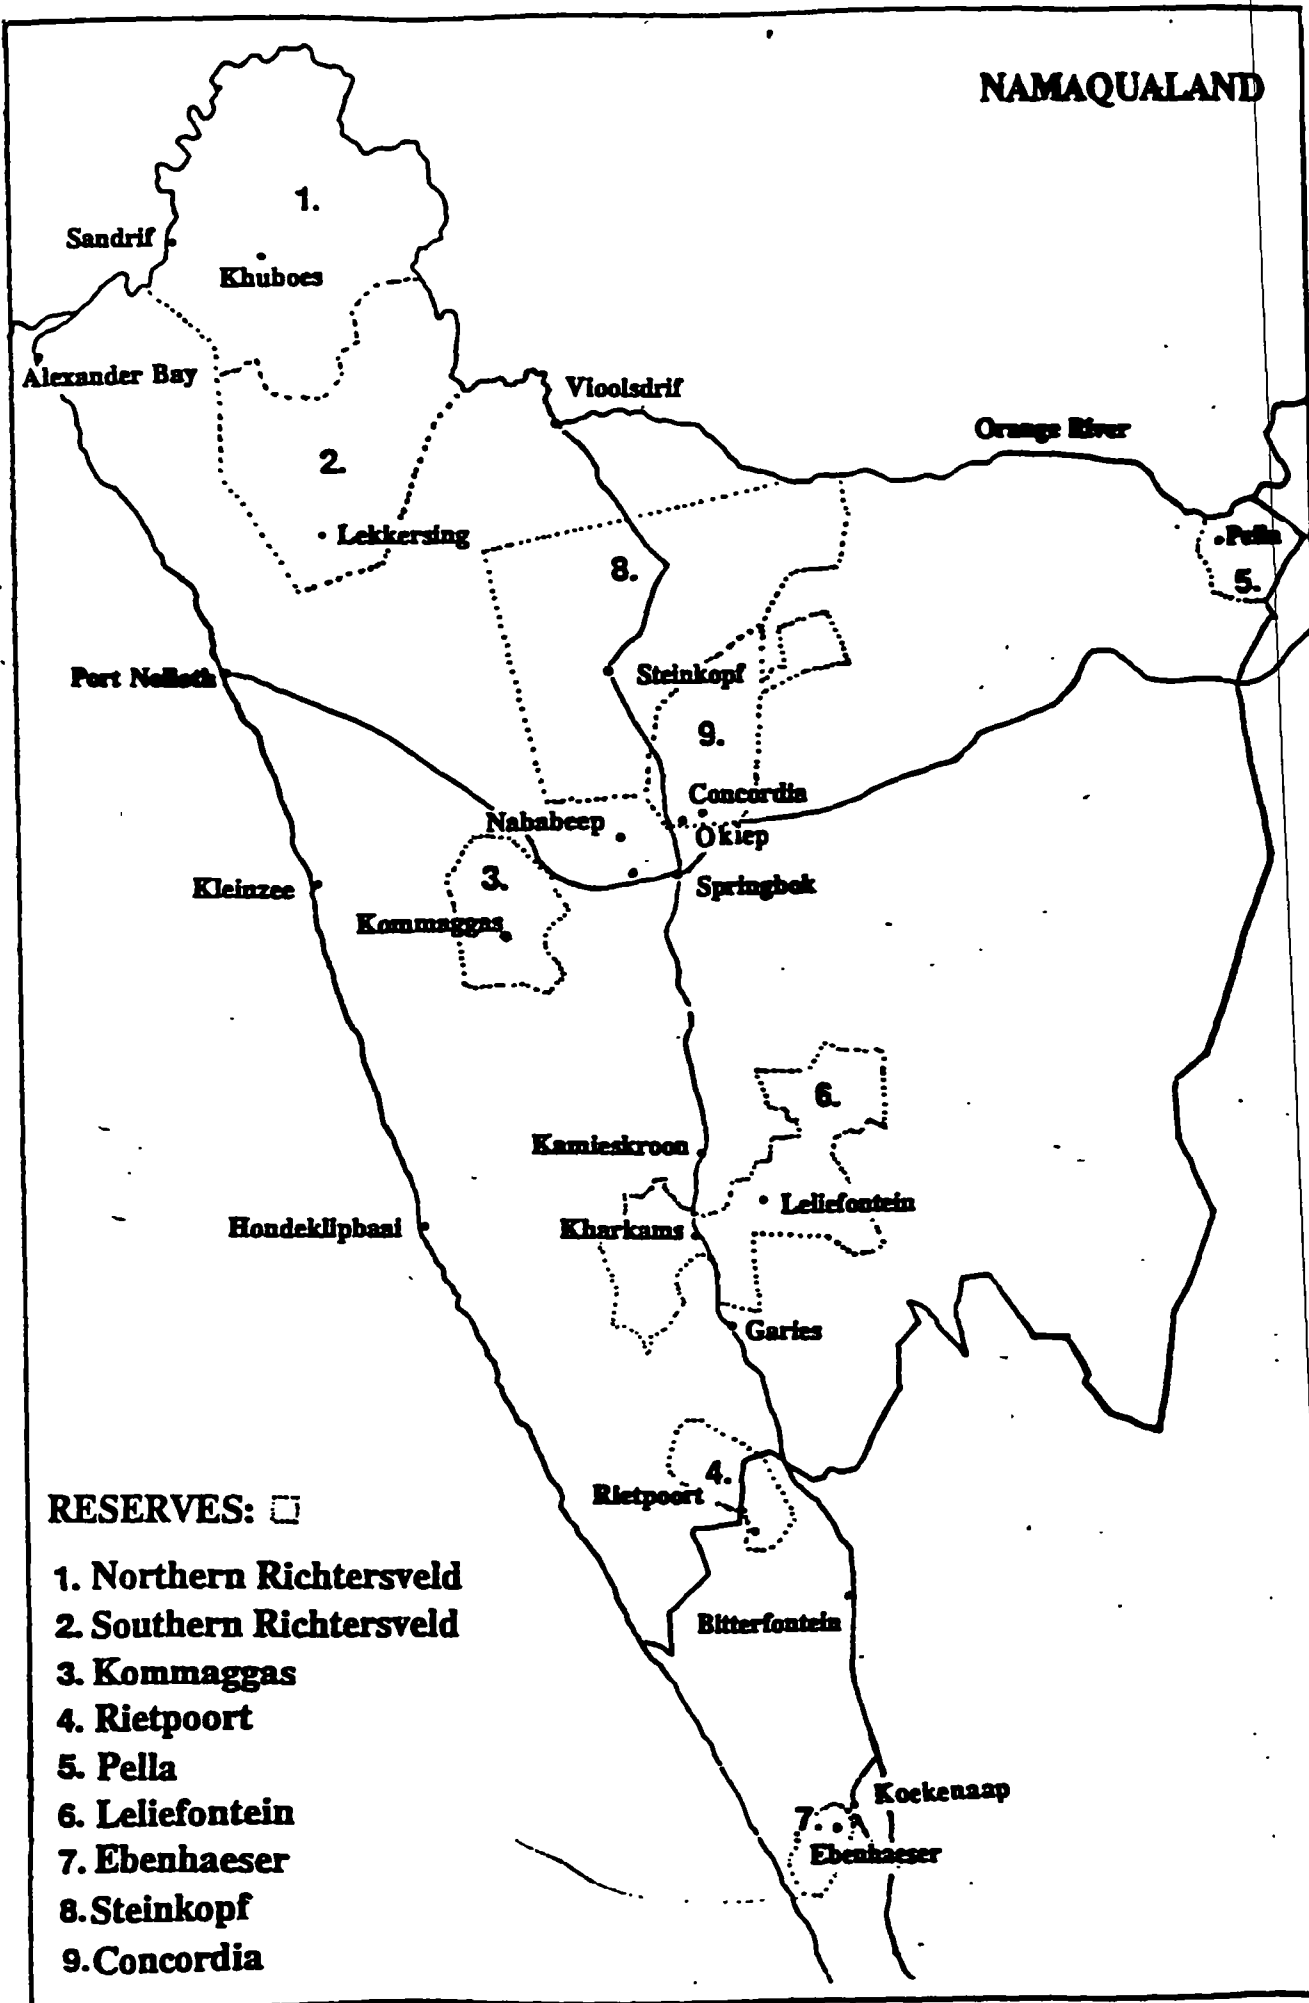 NAMAQUALAND
1.
Sandrif
Khuboes
Alexander Bay
Vioolsdrif
Orange River
2.
Lekkersing
8.
Pella
5.
Port Nolloth
Steinkopf
9.
Concordia
Nababeep
Okiep
3.
Kleinzee
Springbok
Kommaggas
6.
Kamieskroon
Leliefontein
Hondeklipbaai
Kharkams
Garies
4.
Rietpoort
RESERVES:
1. Northern Richtersveld
2. Southern Richtersveld
3. Kommaggas
4. Rietpoort
5. Pella
6. Leliefontein
7. Ebenhaeser
8. Steinkopf
9. Concordia
Bitterfontein
Koekenaap
7.
Ebenhaeser